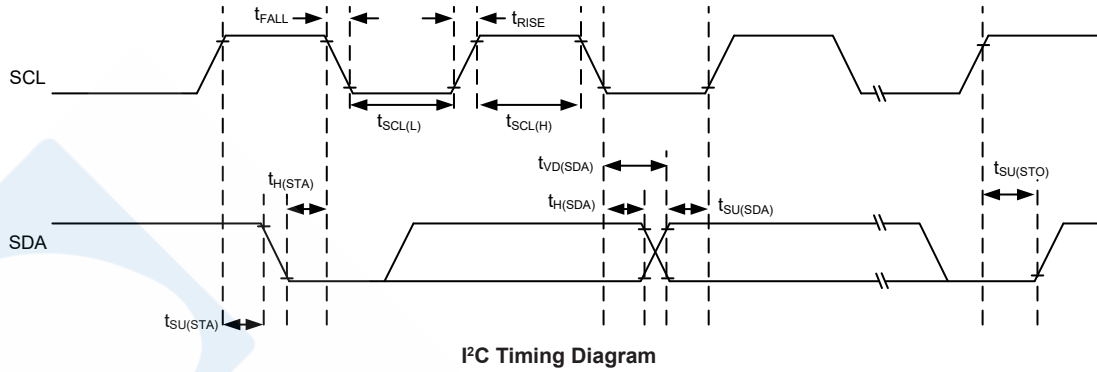 tFALL
tRISE
SCL
tSCL(L)
tSCL(H)
tVD(SDA)
tSU(STO)
tH(STA)
tH(SDA)
tSU(SDA)
SDA
tSU(STA)
I²C Timing Diagram